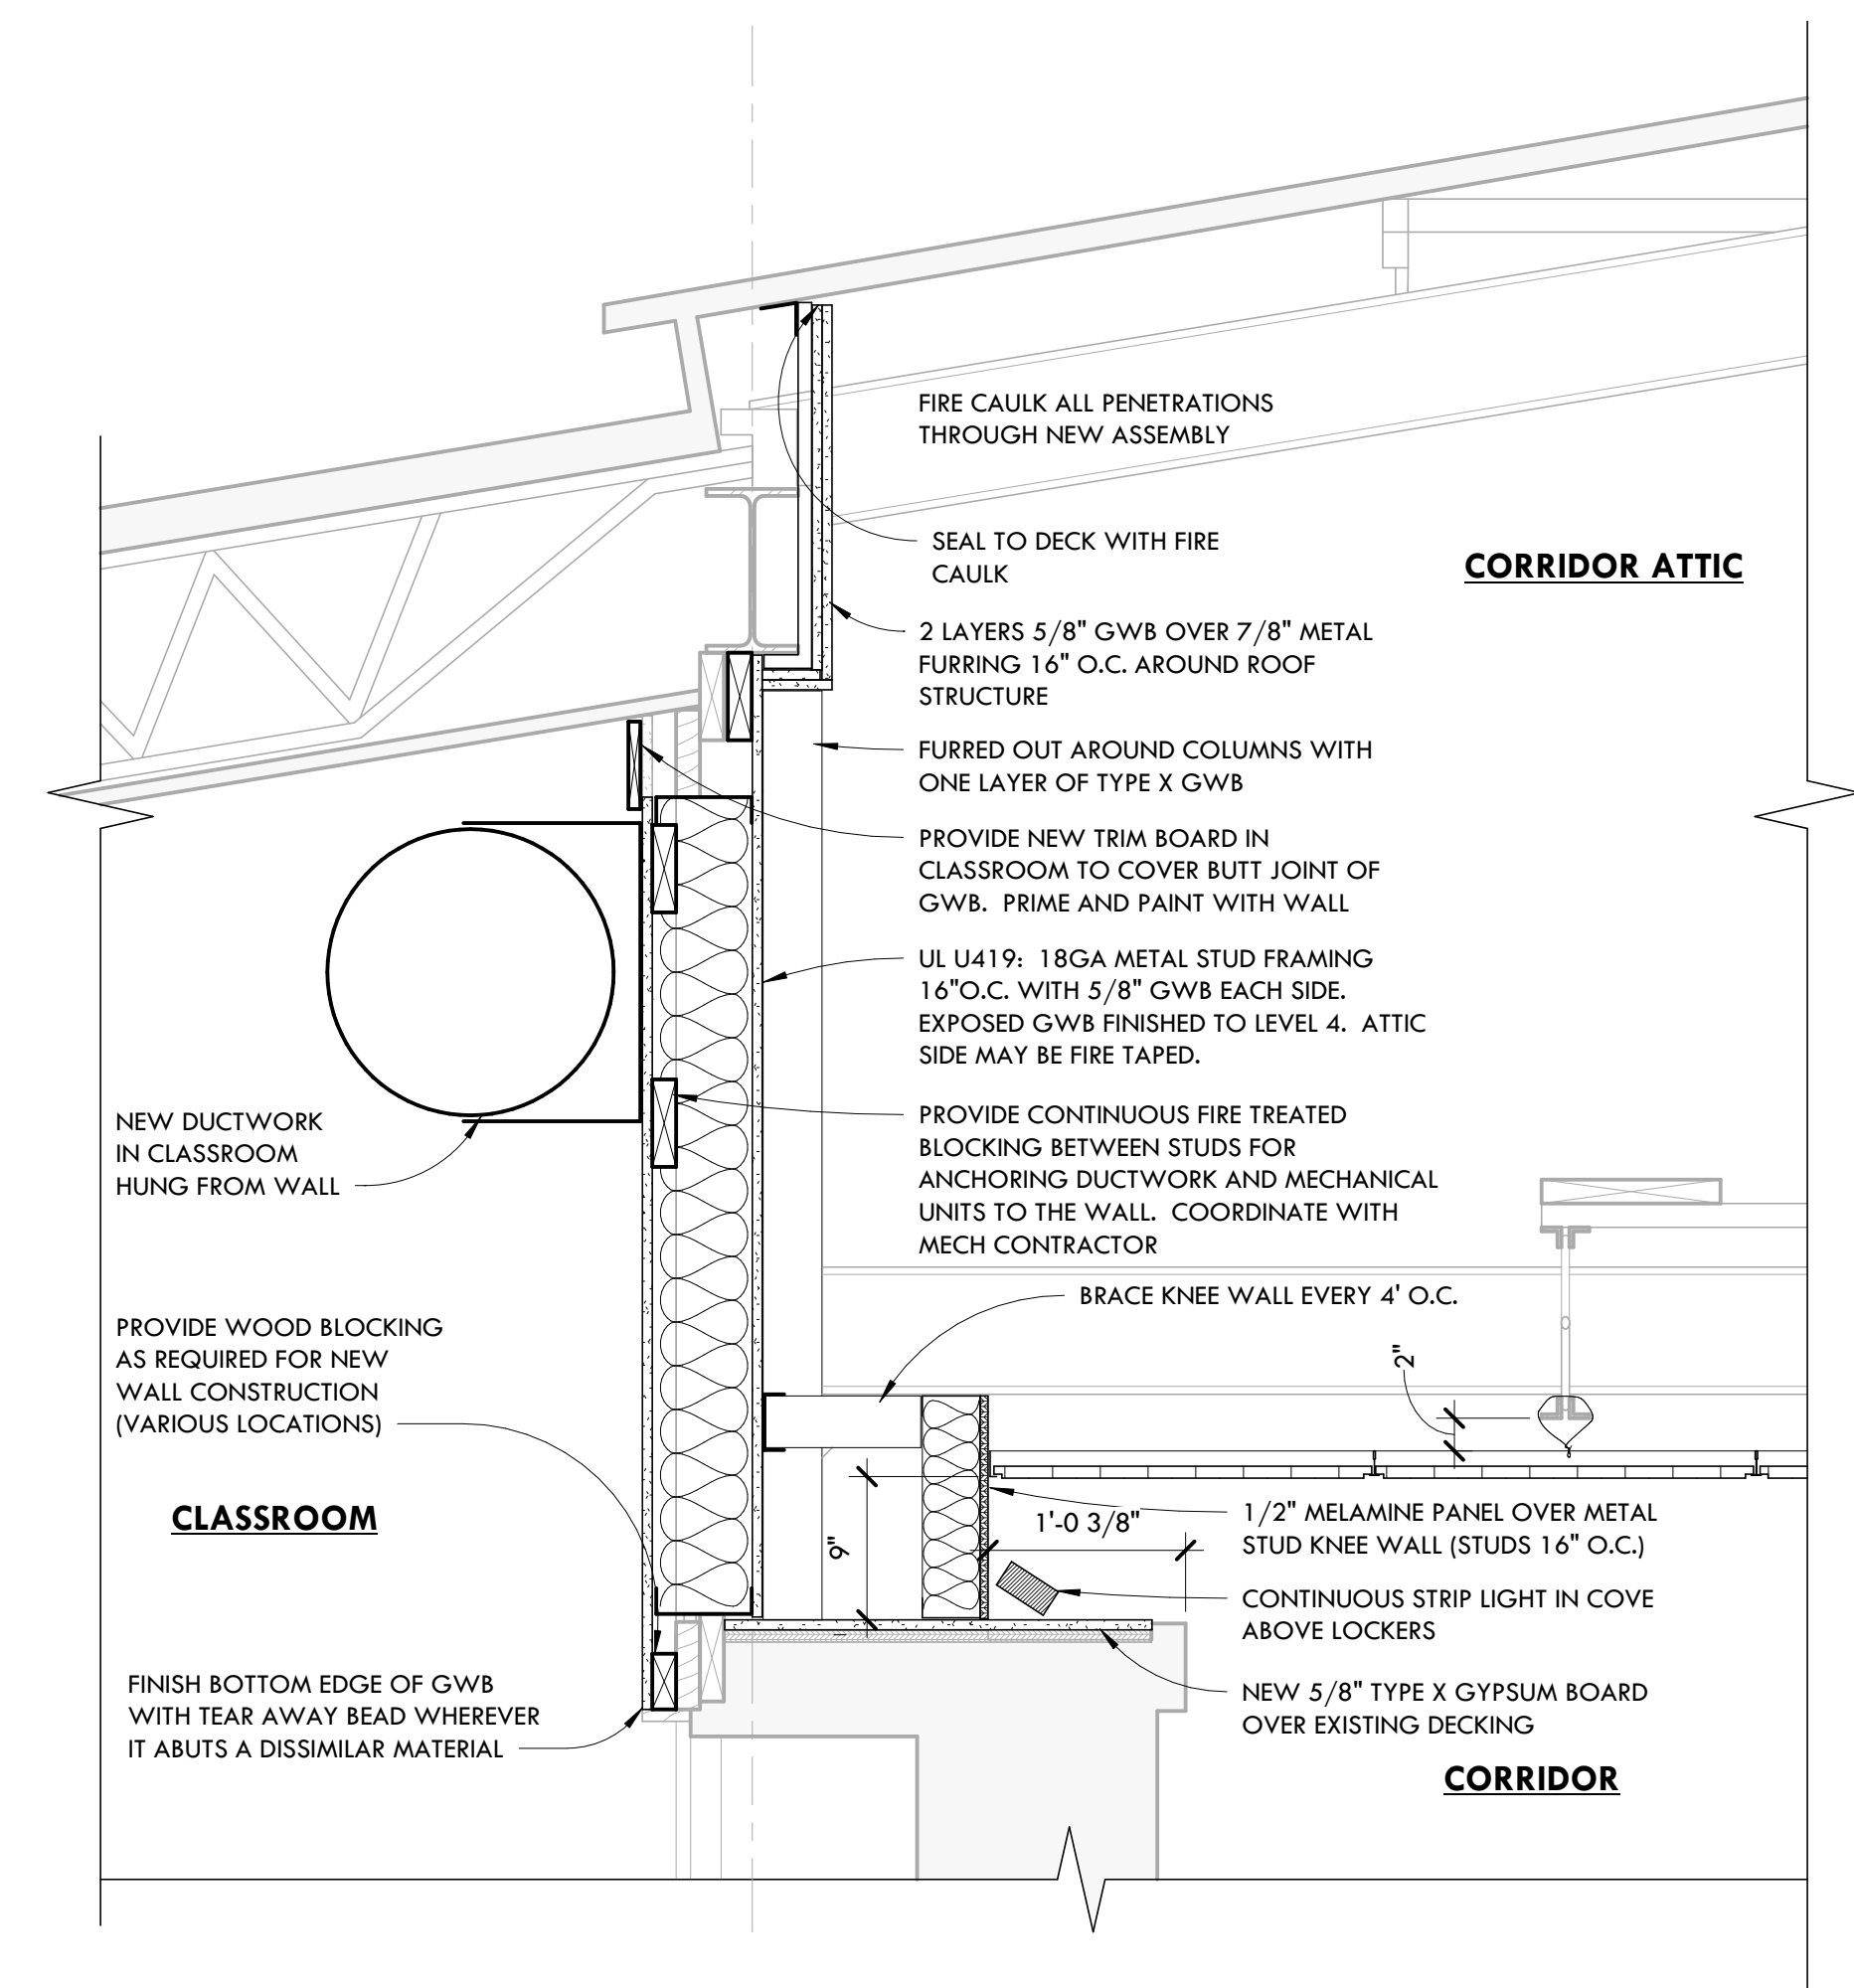 FIRE CAULK ALL PENETRATIONS
THROUGH NEW ASSEMBLY
SEAL TO DECK WITH FIRE
CAULK
CORRIDOR ATTIC
2 LAYERS 5/8" GWB OVER 7/8" METAL
FURRING 16" O.C. AROUND ROOF
STRUCTURE
FURRED OUT AROUND COLUMNS WITH
ONE LAYER OF TYPE X GWB
PROVIDE NEW TRIM BOARD IN
CLASSROOM TO COVER BUTT JOINT OF
GWB.  PRIME AND PAINT WITH WALL
UL U419:  18GA METAL STUD FRAMING
16"O.C. WITH 5/8" GWB EACH SIDE.
EXPOSED GWB FINISHED TO LEVEL 4.  ATTIC
SIDE MAY BE FIRE TAPED.
NEW DUCTWORK
IN CLASSROOM
HUNG FROM WALL
PROVIDE CONTINUOUS FIRE TREATED
BLOCKING BETWEEN STUDS FOR
ANCHORING DUCTWORK AND MECHANICAL
UNITS TO THE WALL.  COORDINATE WITH
MECH CONTRACTOR
BRACE KNEE WALL EVERY 4' O.C.
PROVIDE WOOD BLOCKING
AS REQUIRED FOR NEW
WALL CONSTRUCTION
(VARIOUS LOCATIONS)
2"
CLASSROOM
9"
1'-0 3/8"
1/2" MELAMINE PANEL OVER METAL
STUD KNEE WALL (STUDS 16" O.C.)
CONTINUOUS STRIP LIGHT IN COVE
ABOVE LOCKERS
FINISH BOTTOM EDGE OF GWB
WITH TEAR AWAY BEAD WHEREVER
IT ABUTS A DISSIMILAR MATERIAL
NEW 5/8" TYPE X GYPSUM BOARD
OVER EXISTING DECKING
CORRIDOR